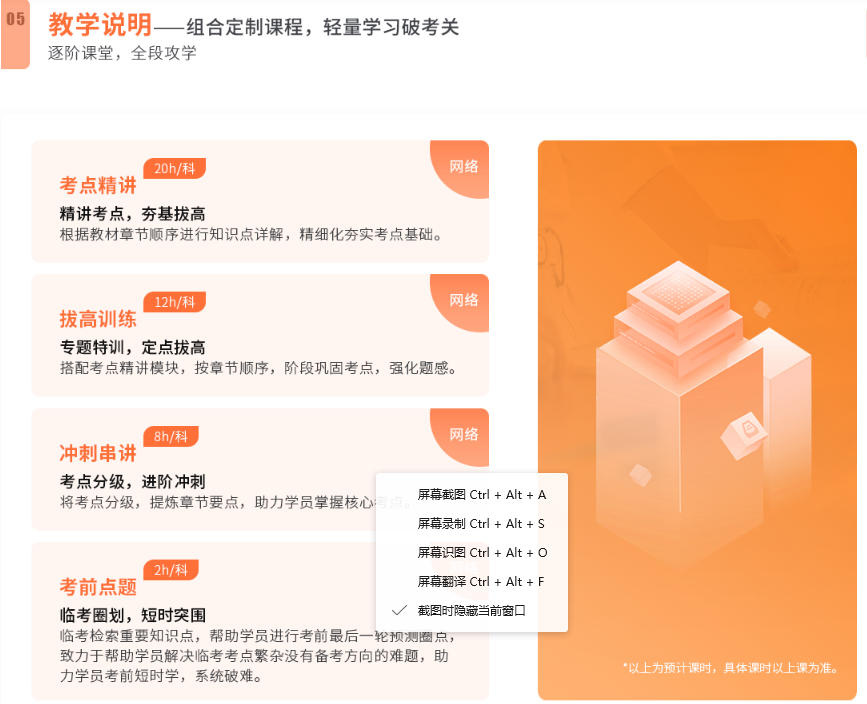 05
教学说明——组合定制课程，轻量学习破考关
逐阶课堂，全段攻学
考点精讲 20h/科
网络
精讲考点，夯基拔高
根据教材章节顺序进行知识点详解，精细化夯实考点基础。
拔高训练 12h/科
网络
专题特训，定点拔高
搭配考点精讲模块，按章节顺序，阶段巩固考点，强化题感。
冲刺串讲 8h/科
网络
考点分级，进阶冲刺
将考点分级，提炼章节要点，助力学员掌握核心考点。
屏幕截图 Ctrl + Alt + A
屏幕录制 Ctrl + Alt + S
屏幕识图 Ctrl + Alt + O
屏幕翻译 Ctrl + Alt + F
截图时隐藏当前窗口
考前点题 2h/科
网络
临考圈划，短时突围
临考检索重要知识点，帮助学员进行考前最后一轮预测圈点，
致力于帮助学员解决临考考点繁杂没有备考方向的难题，助
力学员考前短时学，系统破难。
*以上为预计课时，具体课时以上课为准。